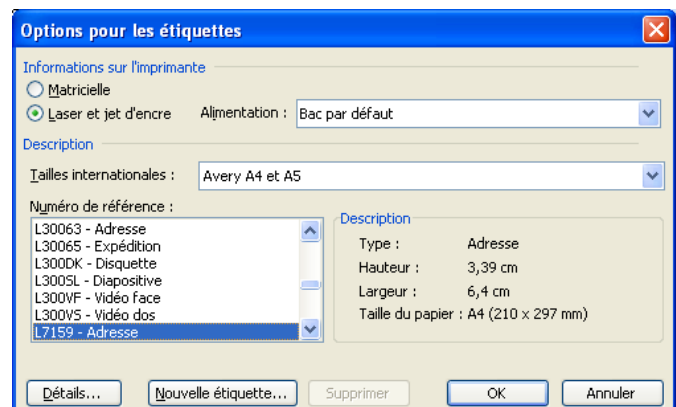 Options pour les étiquettes
Informations sur l'imprimante
Matricielle
Laser et jet d'encre Alimentation : Bac par défaut
Description
Tailles internationales : Avery A4 et A5
Numéro de référence :
L30063 - Adresse
L30065 - Expédition
L300DK - Disquette
L300SL - Diapositive
L300VF - Vidéo face
L300VS - Vidéo dos
L7159 - Adresse
Description
Type : Adresse
Hauteur : 3,39 cm
Largeur : 6,4 cm
Taille du papier : A4 (210 x 297 mm)
Détails... Nouvelle étiquette... Supprimer OK Annuler